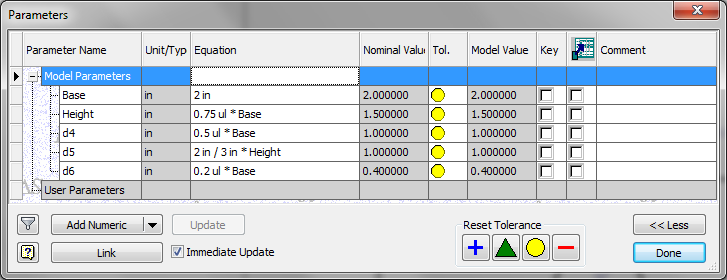 Parameters
Parameter Name Unit/Typ Equation Nominal Value Tol. Model Value Key Comment
Model Parameters
Base in 2 in 2.000000 2.000000
Height in 0.75 ul * Base 1.500000 1.500000
d4 in 0.5 ul * Base 1.000000 1.000000
d5 in 2 in / 3 in * Height 1.000000 1.000000
d6 in 0.2 ul * Base 0.400000 0.400000
User Parameters
Add Numeric Update Reset Tolerance << Less
Link Immediate Update Done